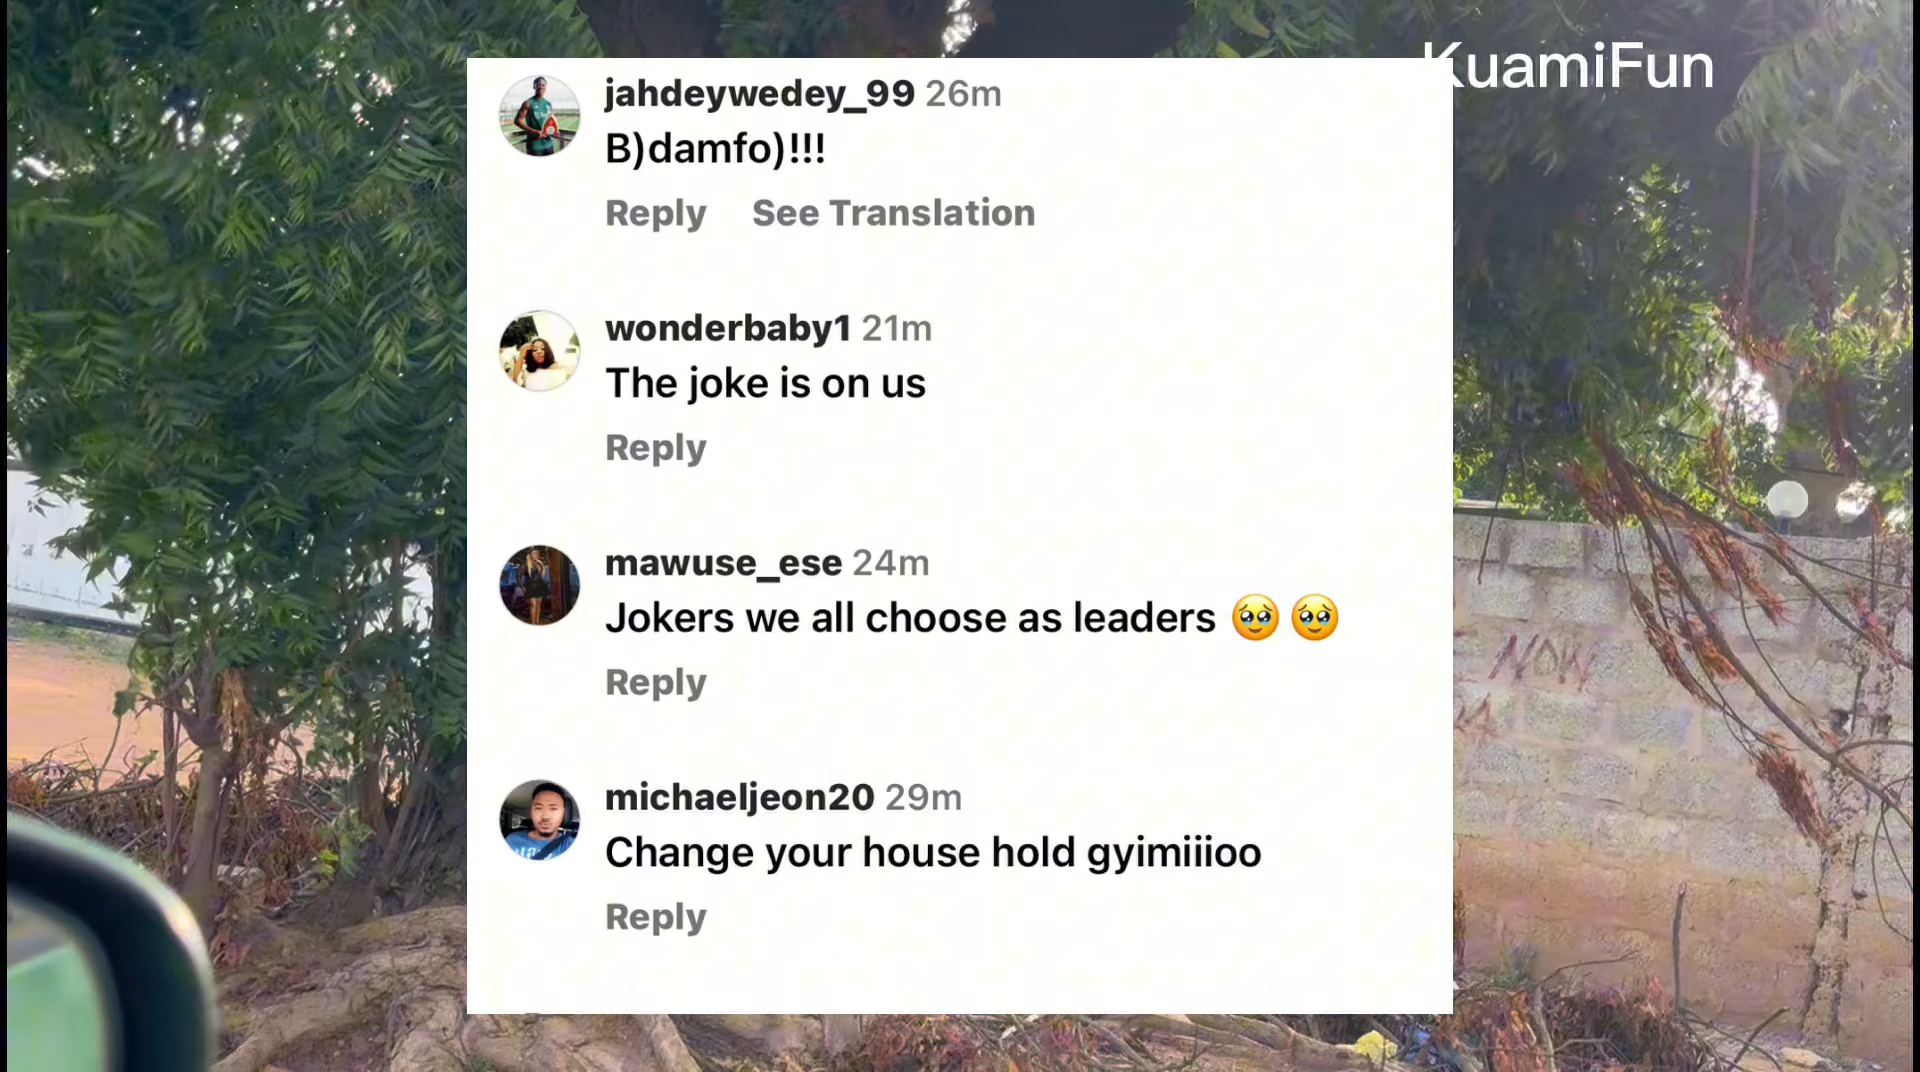 KuamiFun
jahdeywedey_99 26m
B)damfo)!!!
Reply See Translation
wonderbaby1 21m
The joke is on us
Reply
mawuse_ese 24m
Jokers we all choose as leaders 🥹 🥹
Reply
michaeljeon20 29m
Change your house hold gyimiiioo
Reply
NOW